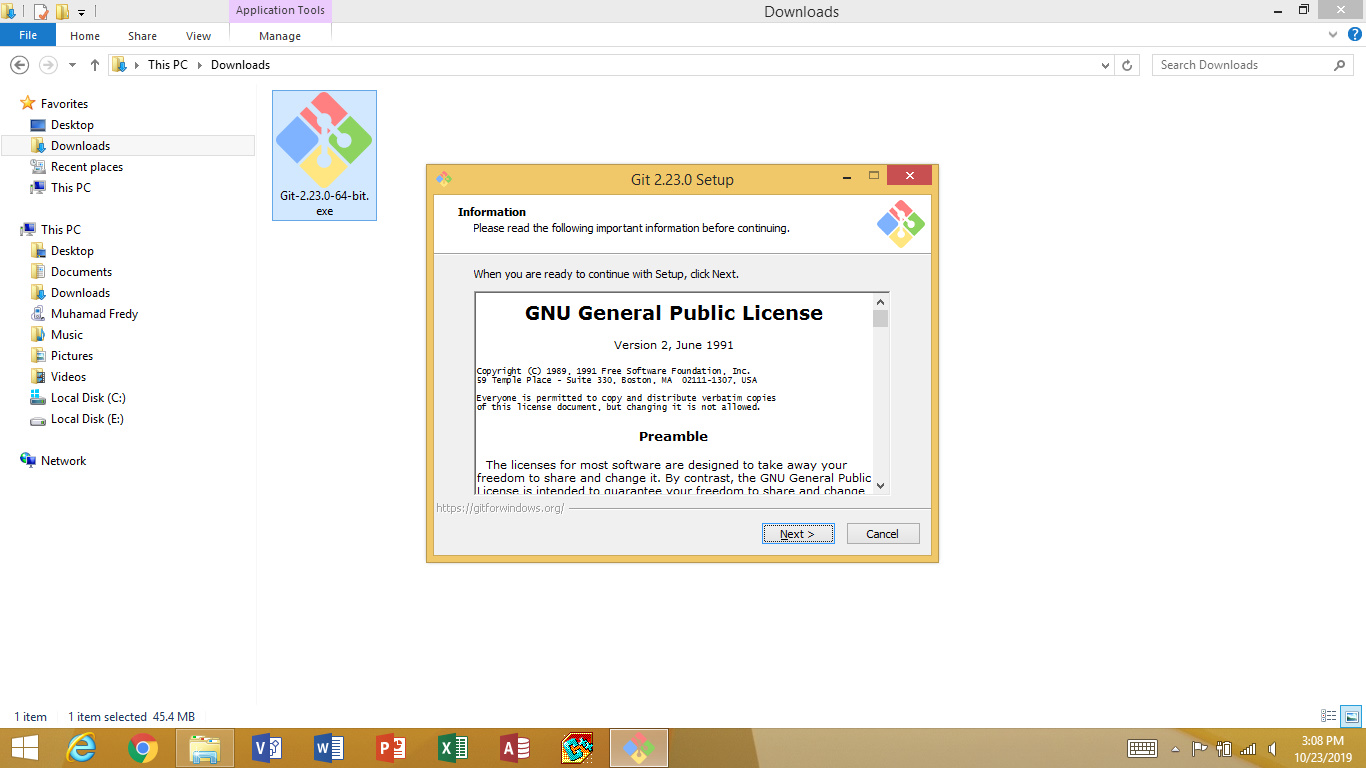 Application Tools
Downloads
File
Home
Share
View
Manage
This PC
Downloads
Search Downloads
Favorites
Desktop
Downloads
Recent places
This PC
This PC
Desktop
Documents
Downloads
Muhamad Fredy
Music
Pictures
Videos
Local Disk (C:)
Local Disk (E:)
Network
Git-2.23.0-64-bit.
exe
Git 2.23.0 Setup
Information
Please read the following important information before continuing.
When you are ready to continue with Setup, click Next.
GNU General Public License
Version 2, June 1991
Copyright (C) 1989, 1991 Free Software Foundation, Inc.
59 Temple Place - Suite 330, Boston, MA  02111-1307, USA
Everyone is permitted to copy and distribute verbatim copies
of this license document, but changing it is not allowed.
Preamble
The licenses for most software are designed to take away your
freedom to share and change it. By contrast, the GNU General Public
License is intended to guarantee your freedom to share and change
https://gitforwindows.org/
Next >
Cancel
1 item
1 item selected 45.4 MB
3:08 PM
10/23/2019